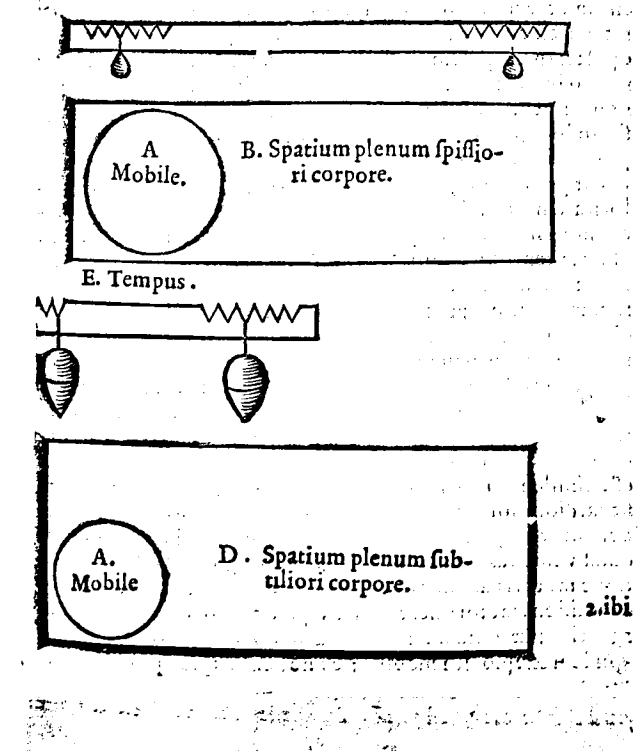 A
Mobile.
B. Spatium plenum ſpiſſio-
ri corpore.
E. Tempus.
A.
Mobile
D. Spatium plenum ſub-
tiliori corpore.
2.ibi